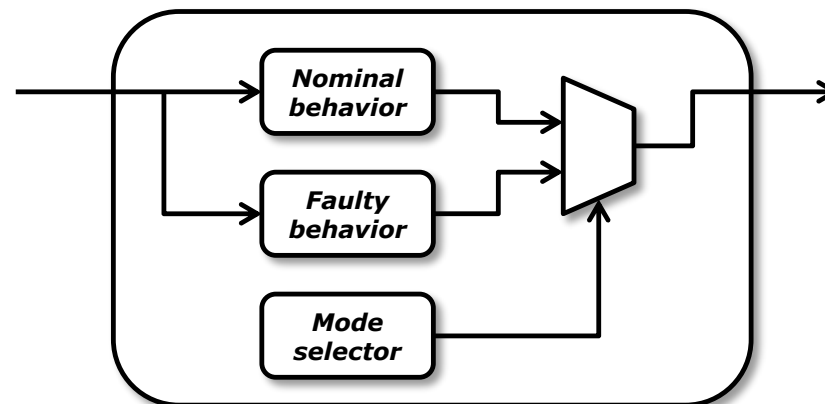 Nominal
behavior
Faulty
behavior
Mode
selector